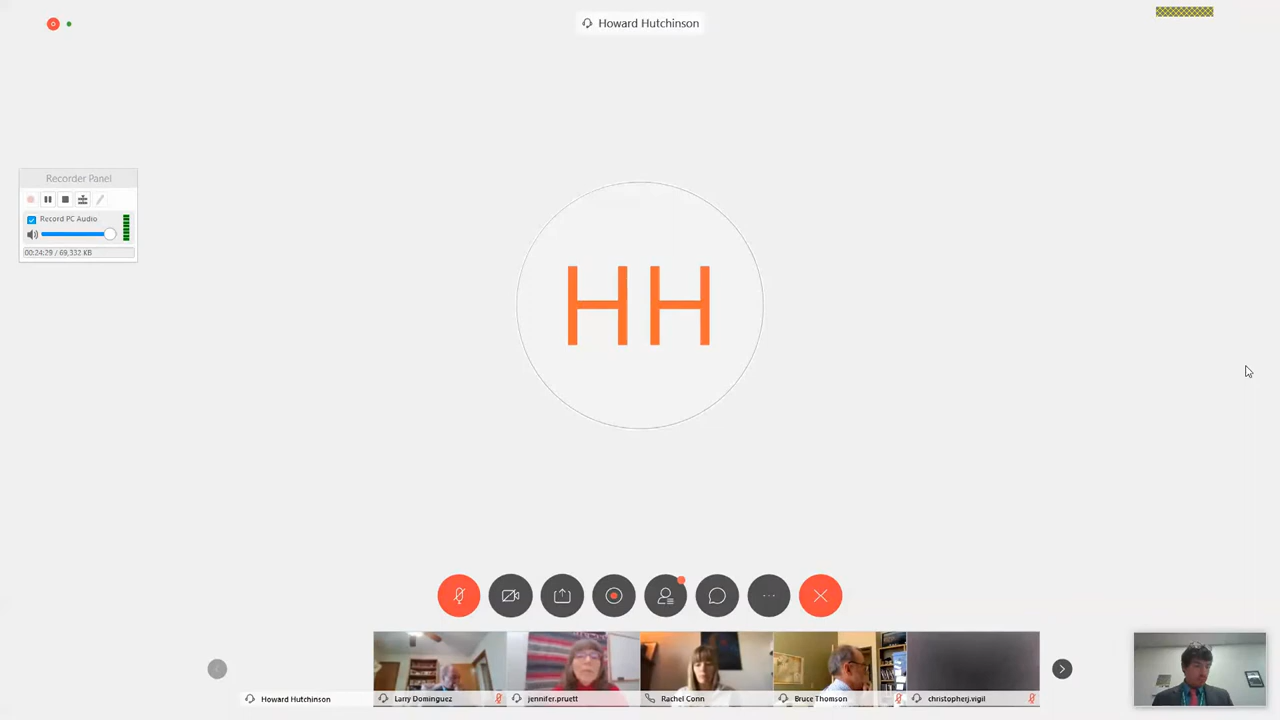 Howard Hutchinson
Recorder Panel
Record PC Audio
00:24:29 / 69,332 KB
HH
Howard Hutchinson
Larry Dominguez
jennifer.pruett
Rachel Conn
Bruce Thomson
christopherj.vigil